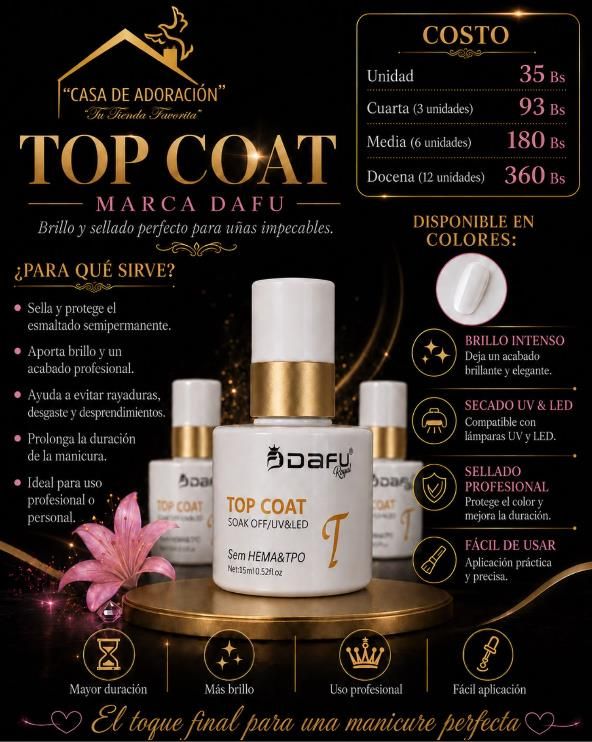 "CASA DE ADORACIÓN"
"Tu Tienda Favorita"
TOP COAT
MARCA DAFU
Brillo y sellado perfecto para uñas impecables.
COSTO
Unidad 35 Bs
Cuarta (3 unidades) 93 Bs
Media (6 unidades) 180 Bs
Docena (12 unidades) 360 Bs
DISPONIBLE EN
COLORES:
¿PARA QUÉ SIRVE?
Sella y protege el
esmaltado semipermanente.
Aporta brillo y un
acabado profesional.
Ayuda a evitar rayaduras,
desgaste y desprendimientos.
Prolonga la duración
de la manicura.
Ideal para uso
profesional o
personal.
BRILLO INTENSO
Deja un acabado
brillante y elegante.
SECADO UV & LED
Compatible con
lámparas UV y LED.
SELLADO
PROFESIONAL
Protege el color y
mejora la duración.
FÁCIL DE USAR
Aplicación práctica
y precisa.
DaFU®
Royal
TOP COAT
SOAK OFF/UV&LED
T
Sem HEMA&TPO
Net:15ml 0.52fl.oz
DaFU
TOP COAT
Sem HEMA&TPO
Mayor duración
Más brillo
Uso profesional
Fácil aplicación
El toque final para una manicure perfecta